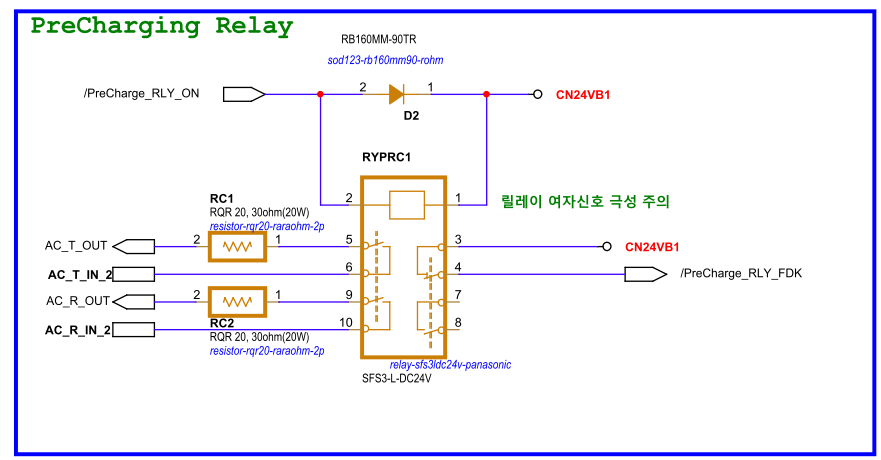 PreCharging Relay
RB160MM-90TR
sod123-rb160mm90-rohm
/PreCharge_RLY_ON
2
1
CN24VB1
D2
RYPRC1
2
1
릴레이 여자신호 극성 주의
RC1
RQR 20, 30ohm(20W)
resistor-rqr20-raraohm-2p
AC_T_OUT
2
1
5
3
CN24VB1
AC_T_IN_2
6
4
/PreCharge_RLY_FDK
AC_R_OUT
2
1
9
7
AC_R_IN_2
RC2
10
8
RQR 20, 30ohm(20W)
resistor-rqr20-raraohm-2p
relay-sfs3ldc24v-panasonic
SFS3-L-DC24V